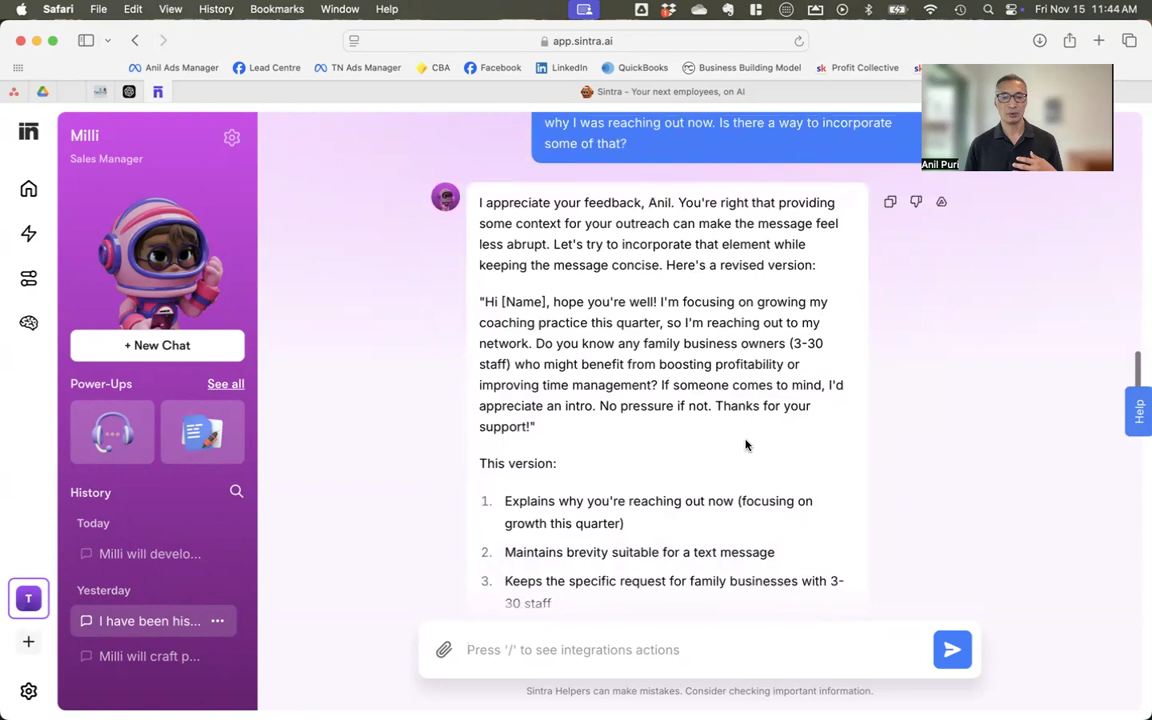 Safari File Edit View History Bookmarks Window Help
Fri Nov 15 11:44 AM
app.sintra.ai
Anil Ads Manager Lead Centre TN Ads Manager CBA Facebook LinkedIn QuickBooks Business Building Model Profit Collective
Sintra – Your next employees, on AI
Anil Puri
Milli
Sales Manager
+ New Chat
Power-Ups See all
History
Today
Milli will develo...
Yesterday
I have been his...
Milli will craft p...
T
why I was reaching out now. Is there a way to incorporate
some of that?
I appreciate your feedback, Anil. You're right that providing
some context for your outreach can make the message feel
less abrupt. Let's try to incorporate that element while
keeping the message concise. Here's a revised version:
"Hi [Name], hope you're well! I'm focusing on growing my
coaching practice this quarter, so I'm reaching out to my
network. Do you know any family business owners (3-30
staff) who might benefit from boosting profitability or
improving time management? If someone comes to mind, I'd
appreciate an intro. No pressure if not. Thanks for your
support!"
This version:
1. Explains why you're reaching out now (focusing on
growth this quarter)
2. Maintains brevity suitable for a text message
3. Keeps the specific request for family businesses with 3-
30 staff
Press '/' to see integrations actions
Sintra Helpers can make mistakes. Consider checking important information.
Help